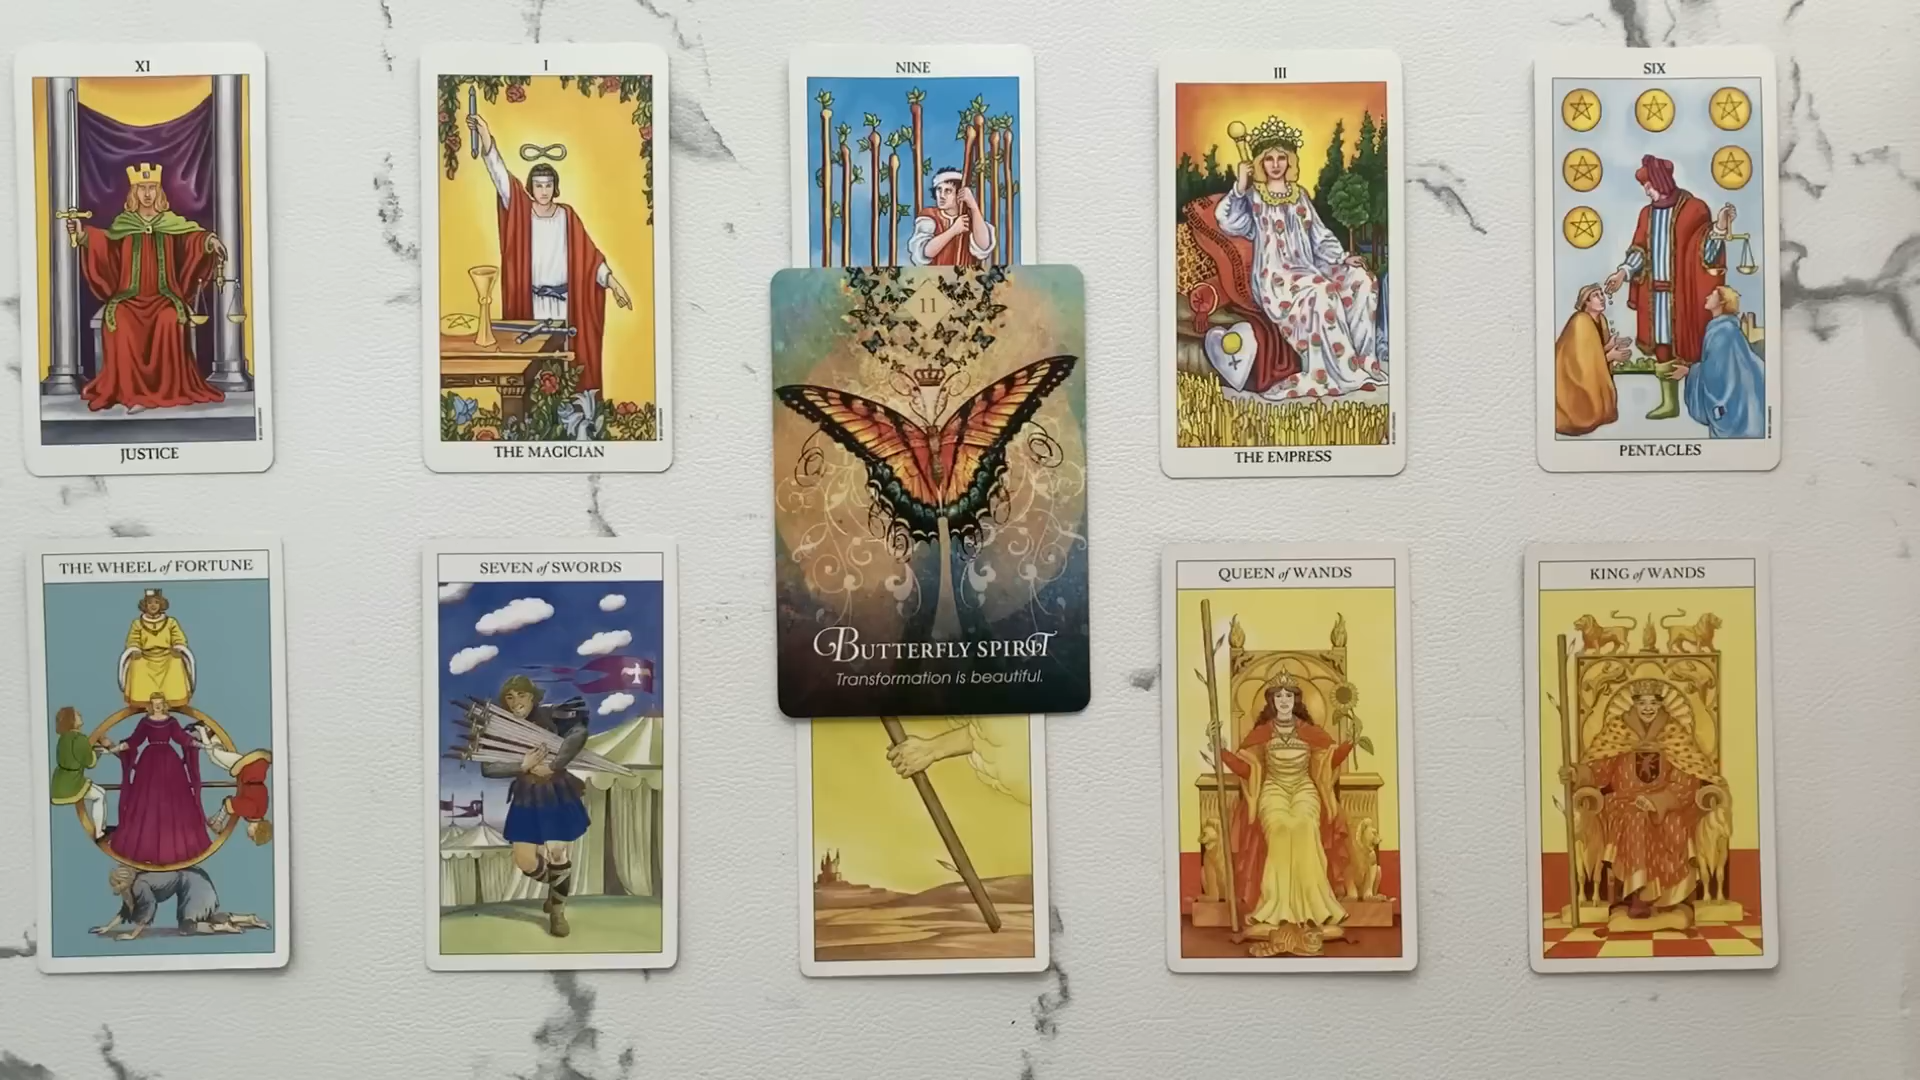 XI
JUSTICE
I
THE MAGICIAN
NINE
III
THE EMPRESS
SIX
PENTACLES
11
BUTTERFLY SPIRIT
Transformation is beautiful.
THE WHEEL of FORTUNE
SEVEN of SWORDS
QUEEN of WANDS
KING of WANDS